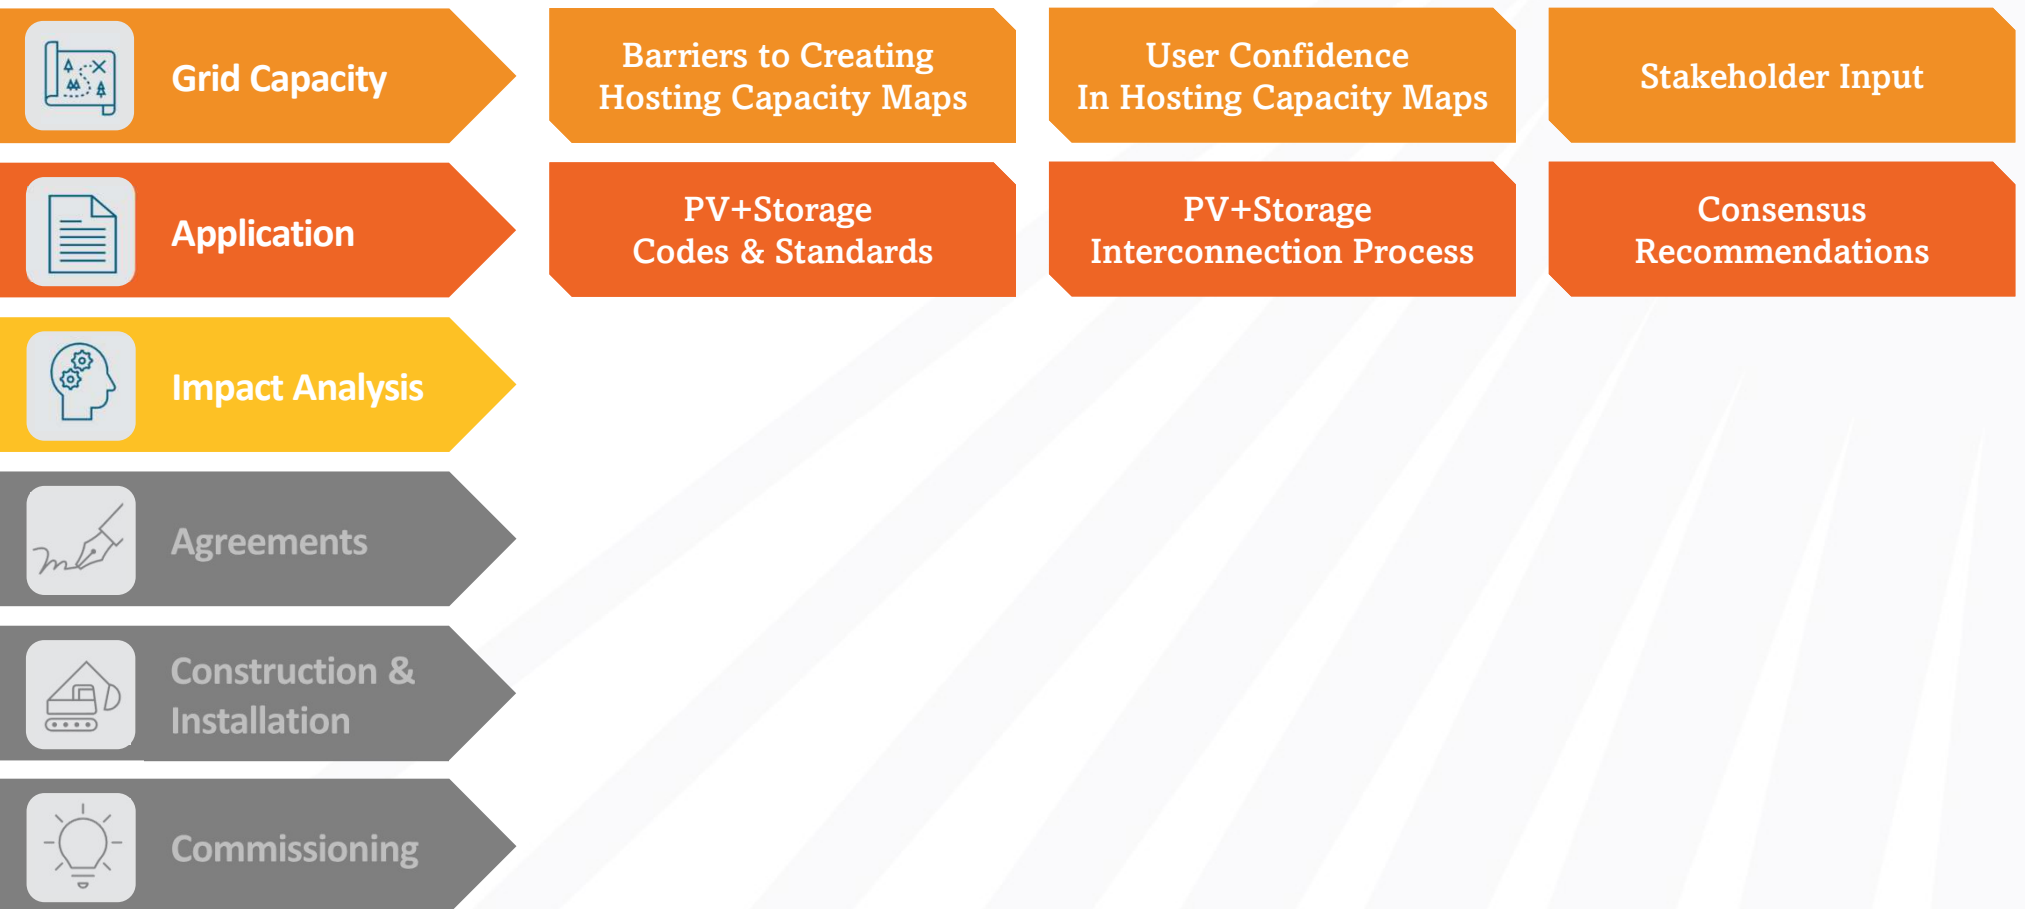 Grid Capacity
Barriers to Creating
Hosting Capacity Maps
User Confidence
In Hosting Capacity Maps
Stakeholder Input
Application
PV+Storage
Codes & Standards
PV+Storage
Interconnection Process
Consensus
Recommendations
Impact Analysis
Agreements
Construction &
Installation
Commissioning